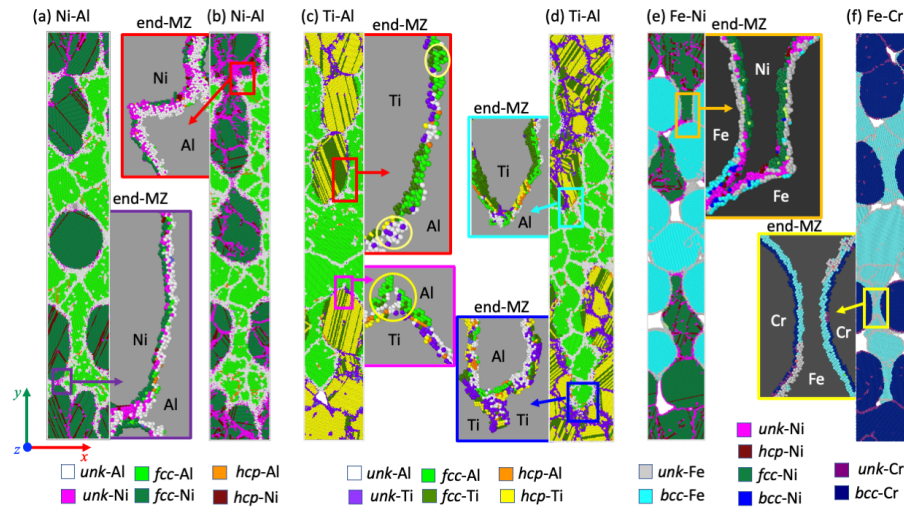 (a) Ni-Al
end-MZ
(b) Ni-Al
(c) Ti-Al
end-MZ
(d) Ti-Al
(e) Fe-Ni
end-MZ
(f) Fe-Cr
Ni
Al
Ti
Al
end-MZ
Ti
Al
Ni
Fe
Fe
end-MZ
Ni
Al
Al
Ti
end-MZ
Al
Ti
Ti
end-MZ
Cr
Cr
Fe
y
z
x
unk-Al
fcc-Al
hcp-Al
unk-Ni
fcc-Ni
hcp-Ni
unk-Al
fcc-Al
hcp-Al
unk-Ti
fcc-Ti
hcp-Ti
unk-Fe
bcc-Fe
unk-Ni
hcp-Ni
fcc-Ni
bcc-Ni
unk-Cr
bcc-Cr